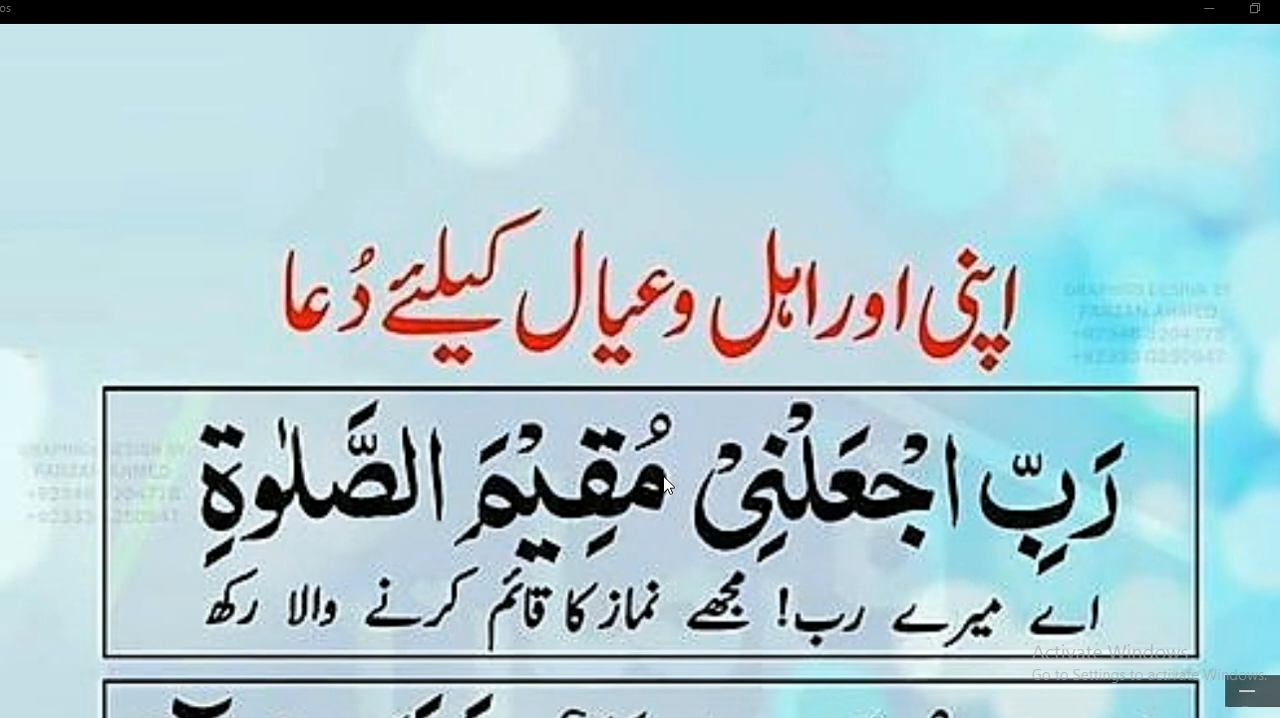 os
اپنی اور اہل وعیال کیلئے دُعا
رَبِّ اجْعَلْنِیْ مُقِیْمَ الصَّلٰوةِ
اے میرے رب! مجھے نماز کا قائم کرنے والا رکھ
Activate Windows
Go to Settings to activate Windows.